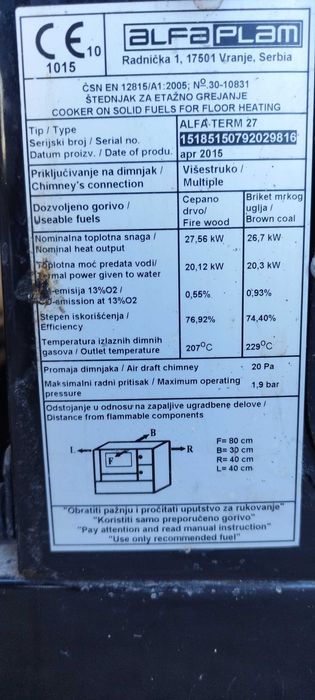 CE 10
1015
ALFAPLAM
Radnička 1, 17501 Vranje, Serbia
ČSN EN 12815/A1:2005; Nº.30-10831
ŠTEDNJAK ZA ETAŽNO GREJANJE
COOKER ON SOLID FUELS FOR FLOOR HEATING
Tip / Type ALFA TERM 27
Serijski broj / Serial no. 15185150792029816
Datum proizv. / Date of produ. apr 2015
Priključivanje na dimnjak / Višestruko /
Chimney's connection Multiple
Dozvoljeno gorivo /
Useable fuels
Cepano
drvo/
Fire wood
Briket mrkog
uglja /
Brown coal
Nominalna toplotna snaga /
Nominal heat output 27,56 kW 26,7 kW
Toplotna moć predata vodi/
power given to water 20,12 kW 20,3 kW
-emisija 13%O2 /
-emission at 13%O2 0,55% 0,93%
Stepen iskorišćenja /
Efficiency 76,92% 74,40%
Temperatura izlaznih dimnih
gasova / Outlet temperature 207ºC 229ºC
Promaja dimnjaka / Air draft chimney 20 Pa
Maksimalni radni pritisak / Maximum operating
pressure 1,9 bar
Odstojanje u odnosu na zapaljive ugradbene delove /
Distance from flammable components
B
L
F
R
F= 80 cm
B= 30 cm
R= 40 cm
L= 40 cm
"Obratiti pažnju i pročitati uputstvo za rukovanje"
"Koristiti samo preporučeno gorivo"
"Pay attention and read manual instruction"
"Use only recommended fuel"